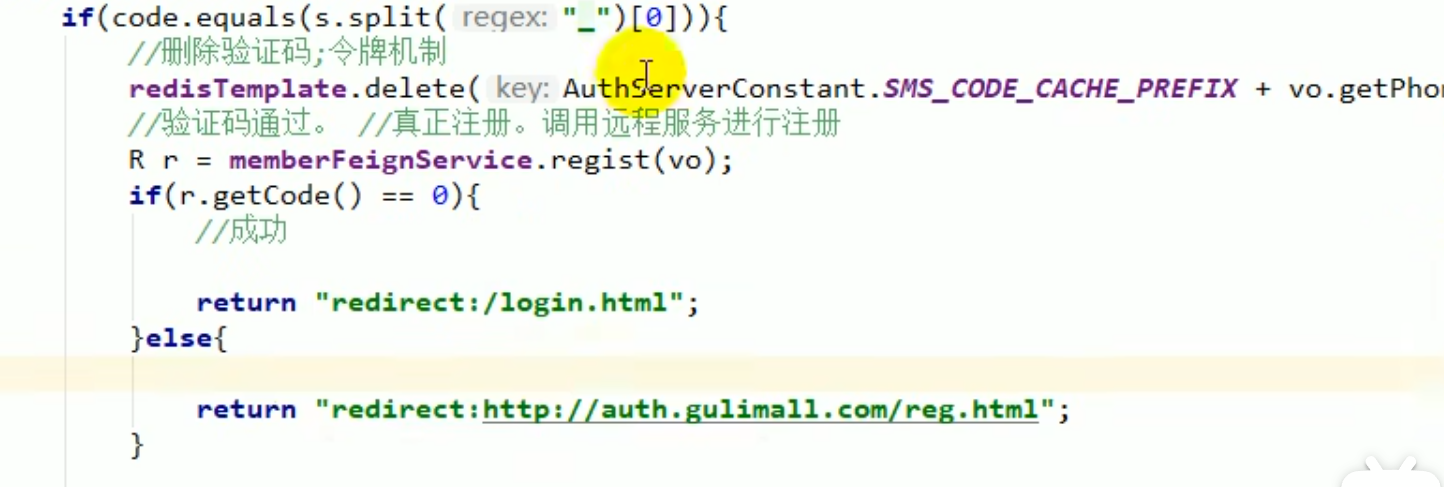 if(code.equals(s.split( regex: "_")[0])){
//删除验证码;令牌机制
redisTemplate.delete( key: AuthServerConstant.SMS_CODE_CACHE_PREFIX + vo.getPhon
//验证码通过。 //真正注册。调用远程服务进行注册
R r = memberFeignService.regist(vo);
if(r.getCode() == 0){
//成功
return "redirect:/login.html";
}else{
return "redirect:http://auth.gulimall.com/reg.html";
}